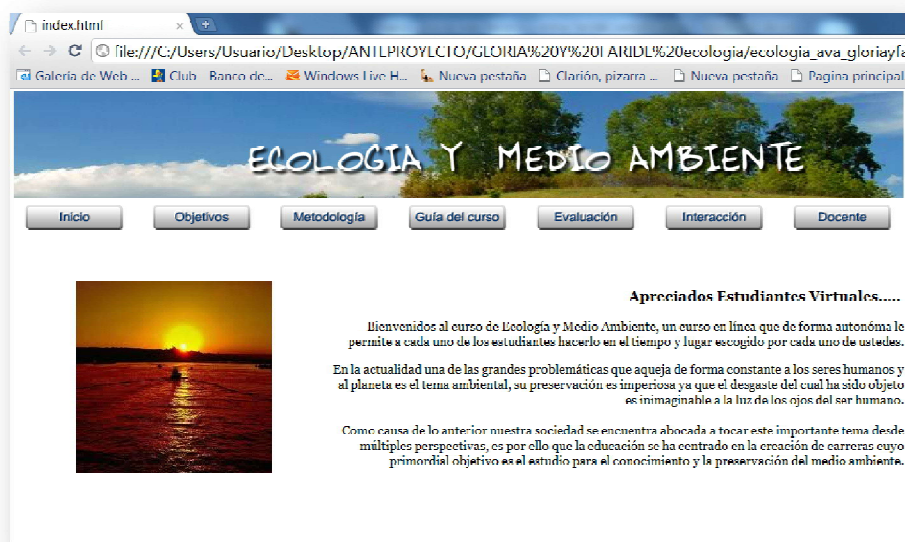 index.html
file:///C:/Users/Usuario/Desktop/ANTEPROYECTO/GLORIA%20Y%20FARIDE%20ecologia/ecologia_ava_gloriayfa
Galería de Web ... Club Banco de... Windows Live H... Nueva pestaña Clarión, pizarra ... Nueva pestaña Pagina principal
ECOLOGIA Y MEDIO AMBIENTE
Inicio Objetivos Metodología Guía del curso Evaluación Interacción Docente
Apreciados Estudiantes Virtuales.....
Bienvenidos al curso de Ecología y Medio Ambiente, un curso en línea que de forma autonóma le
permite a cada uno de los estudiantes hacerlo en el tiempo y lugar escogido por cada uno de ustedes.
En la actualidad una de las grandes problemáticas que aqueja de forma constante a los seres humanos y
al planeta es el tema ambiental, su preservación es imperiosa ya que el desgaste del cual ha sido objeto
es inimaginable a la luz de los ojos del ser humano.
Como causa de lo anterior nuestra sociedad se encuentra abocada a tocar este importante tema desde
múltiples perspectivas, es por ello que la educación se ha centrado en la creación de carreras cuyo
primordial objetivo es el estudio para el conocimiento y la preservación del medio ambiente.